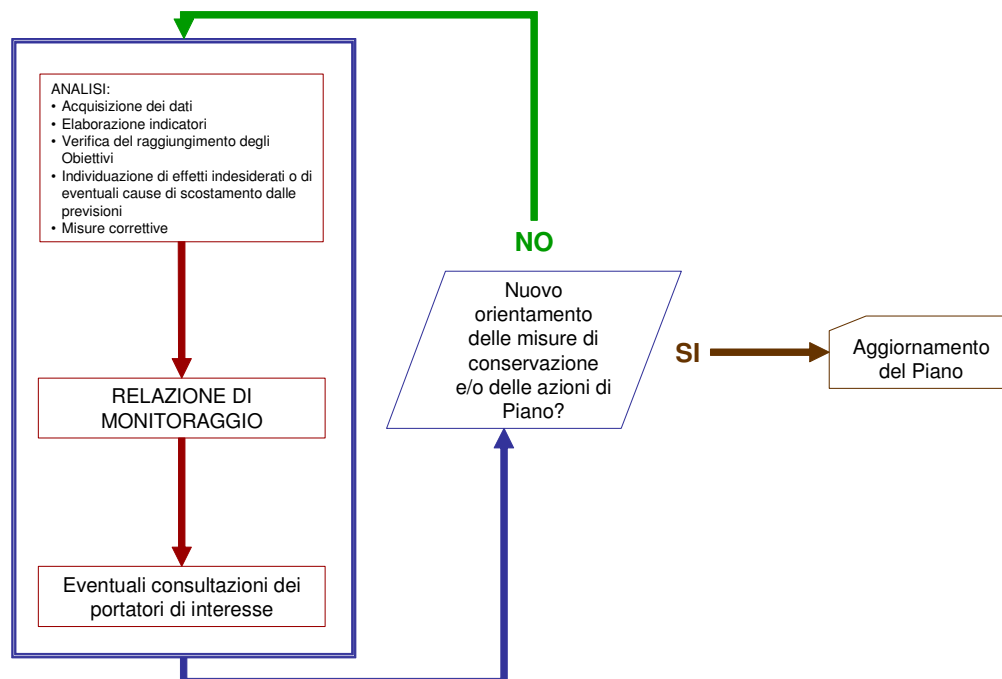 ANALISI:
• Acquisizione dei dati
• Elaborazione indicatori
• Verifica del raggiungimento degli
Obiettivi
• Individuazione di effetti indesiderati o di
eventuali cause di scostamento dalle
previsioni
• Misure correttive
RELAZIONE DI
MONITORAGGIO
Eventuali consultazioni dei
portatori di interesse
NO
Nuovo
orientamento
delle misure di
conservazione
e/o delle azioni di
Piano?
SI
Aggiornamento
del Piano